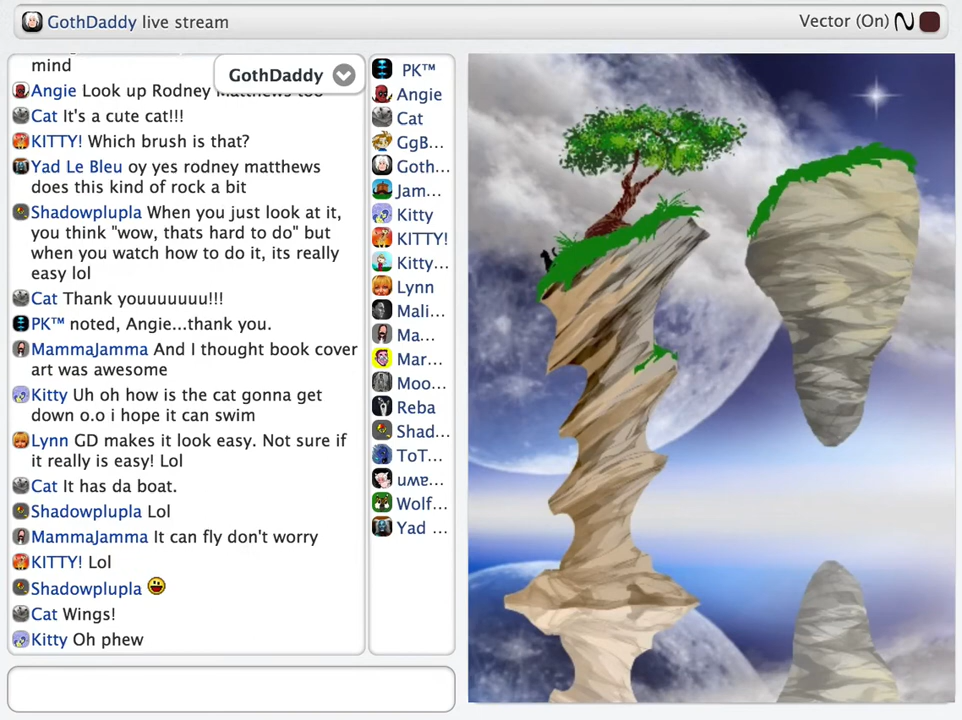 GothDaddy live stream
Vector (On)
mind
GothDaddy
Angie Look up Rodney Matthews too
Cat It's a cute cat!!!
KITTY! Which brush is that?
Yad Le Bleu oy yes rodney matthews
does this kind of rock a bit
Shadowplupla When you just look at it,
you think "wow, thats hard to do" but
when you watch how to do it, its really
easy lol
Cat Thank youuuuuuu!!!
PK™ noted, Angie...thank you.
MammaJamma And I thought book cover
art was awesome
Kitty Uh oh how is the cat gonna get
down o.o i hope it can swim
Lynn GD makes it look easy. Not sure if
it really is easy! Lol
Cat It has da boat.
Shadowplupla Lol
MammaJamma It can fly don't worry
KITTY! Lol
Shadowplupla
Cat Wings!
Kitty Oh phew
PK™
Angie
Cat
GgB...
Goth...
Jam...
Kitty
KITTY!
Kitty...
Lynn
Mali...
Ma...
Mar...
Moo...
Reba
Shad...
ToT...
uwɐ...
Wolf...
Yad ...